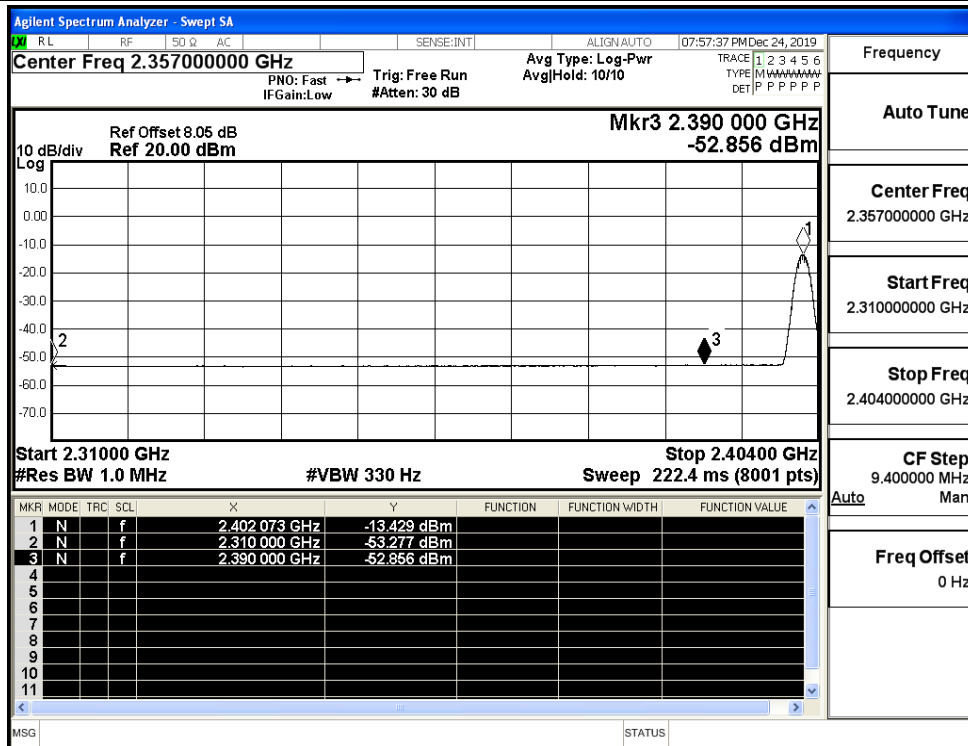 Agilent Spectrum Analyzer - Swept SA
LXI RL RF 50 Ω AC SENSE:INT ALIGN AUTO 07:57:37 PM Dec 24, 2019
Center Freq 2.357000000 GHz
PNO: Fast
IFGain:Low
Trig: Free Run
#Atten: 30 dB
Avg Type: Log-Pwr
Avg|Hold: 10/10
TRACE 1 2 3 4 5 6
TYPE M WWWWW
DET P P P P P P
Ref Offset 8.05 dB
10 dB/div Ref 20.00 dBm
Log
Mkr3 2.390 000 GHz
-52.856 dBm
10.0
0.00
-10.0
-20.0
-30.0
-40.0
-50.0
-60.0
-70.0
1
2
3
Start 2.31000 GHz Stop 2.40400 GHz
#Res BW 1.0 MHz #VBW 330 Hz Sweep 222.4 ms (8001 pts)
MKR MODE TRC SCL X Y FUNCTION FUNCTION WIDTH FUNCTION VALUE
1 N f 2.402 073 GHz -13.429 dBm
2 N f 2.310 000 GHz -53.277 dBm
3 N f 2.390 000 GHz -52.856 dBm
4
5
6
7
8
9
10
11
MSG STATUS
Frequency
Auto Tune
Center Freq
2.357000000 GHz
Start Freq
2.310000000 GHz
Stop Freq
2.404000000 GHz
CF Step
9.400000 MHz
Auto Man
Freq Offset
0 Hz